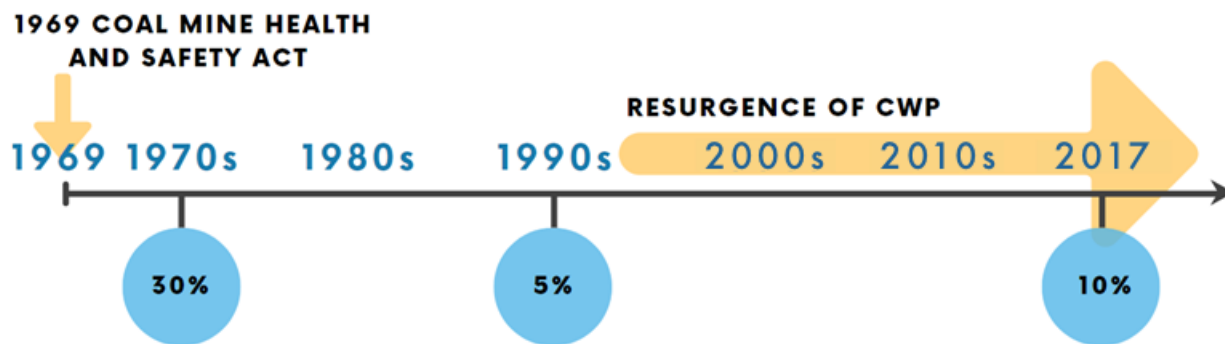 1969 COAL MINE HEALTH
AND SAFETY ACT
RESURGENCE OF CWP
1969 1970s 1980s 1990s 2000s 2010s 2017
30% 5% 10%